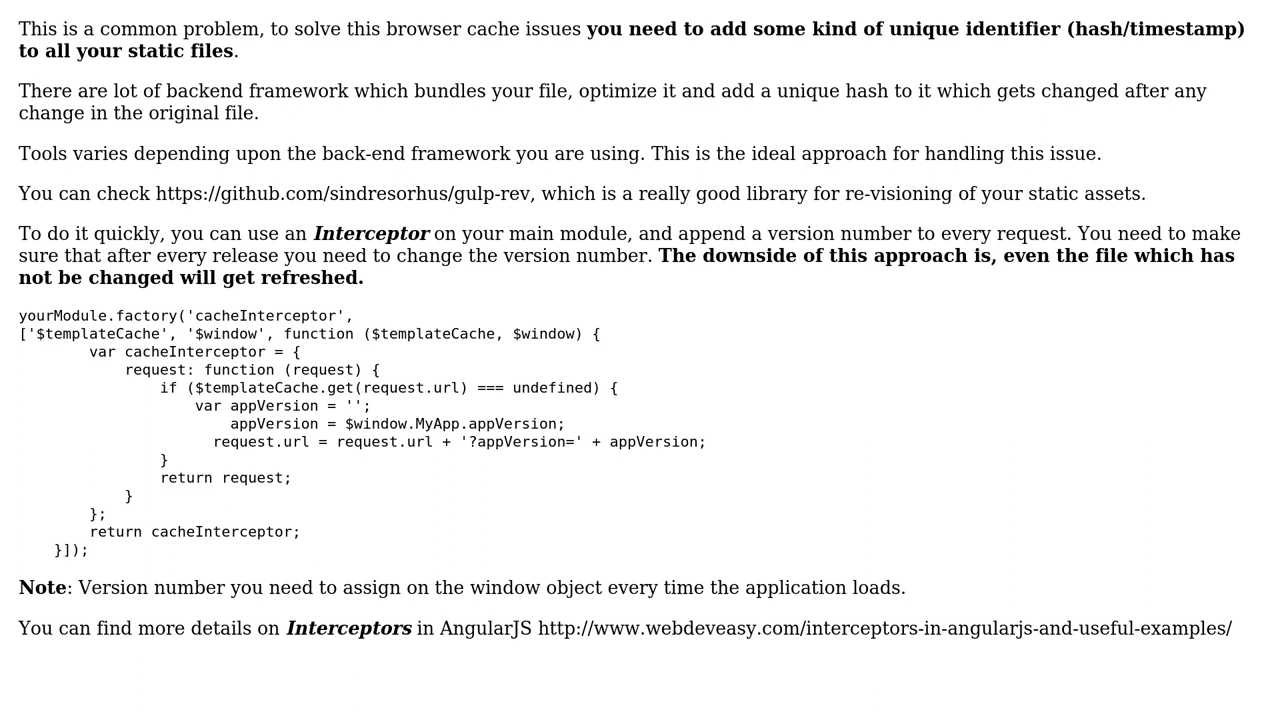 This is a common problem, to solve this browser cache issues you need to add some kind of unique identifier (hash/timestamp)
to all your static files.
There are lot of backend framework which bundles your file, optimize it and add a unique hash to it which gets changed after any
change in the original file.
Tools varies depending upon the back-end framework you are using. This is the ideal approach for handling this issue.
You can check https://github.com/sindresorhus/gulp-rev, which is a really good library for re-visioning of your static assets.
To do it quickly, you can use an Interceptor on your main module, and append a version number to every request. You need to make
sure that after every release you need to change the version number. The downside of this approach is, even the file which has
not be changed will get refreshed.
yourModule.factory('cacheInterceptor',
['$templateCache', '$window', function ($templateCache, $window) {
        var cacheInterceptor = {
            request: function (request) {
                if ($templateCache.get(request.url) === undefined) {
                    var appVersion = '';
                        appVersion = $window.MyApp.appVersion;
                      request.url = request.url + '?appVersion=' + appVersion;
                }
                return request;
            }
        };
        return cacheInterceptor;
    }]);
Note: Version number you need to assign on the window object every time the application loads.
You can find more details on Interceptors in AngularJS http://www.webdeveasy.com/interceptors-in-angularjs-and-useful-examples/